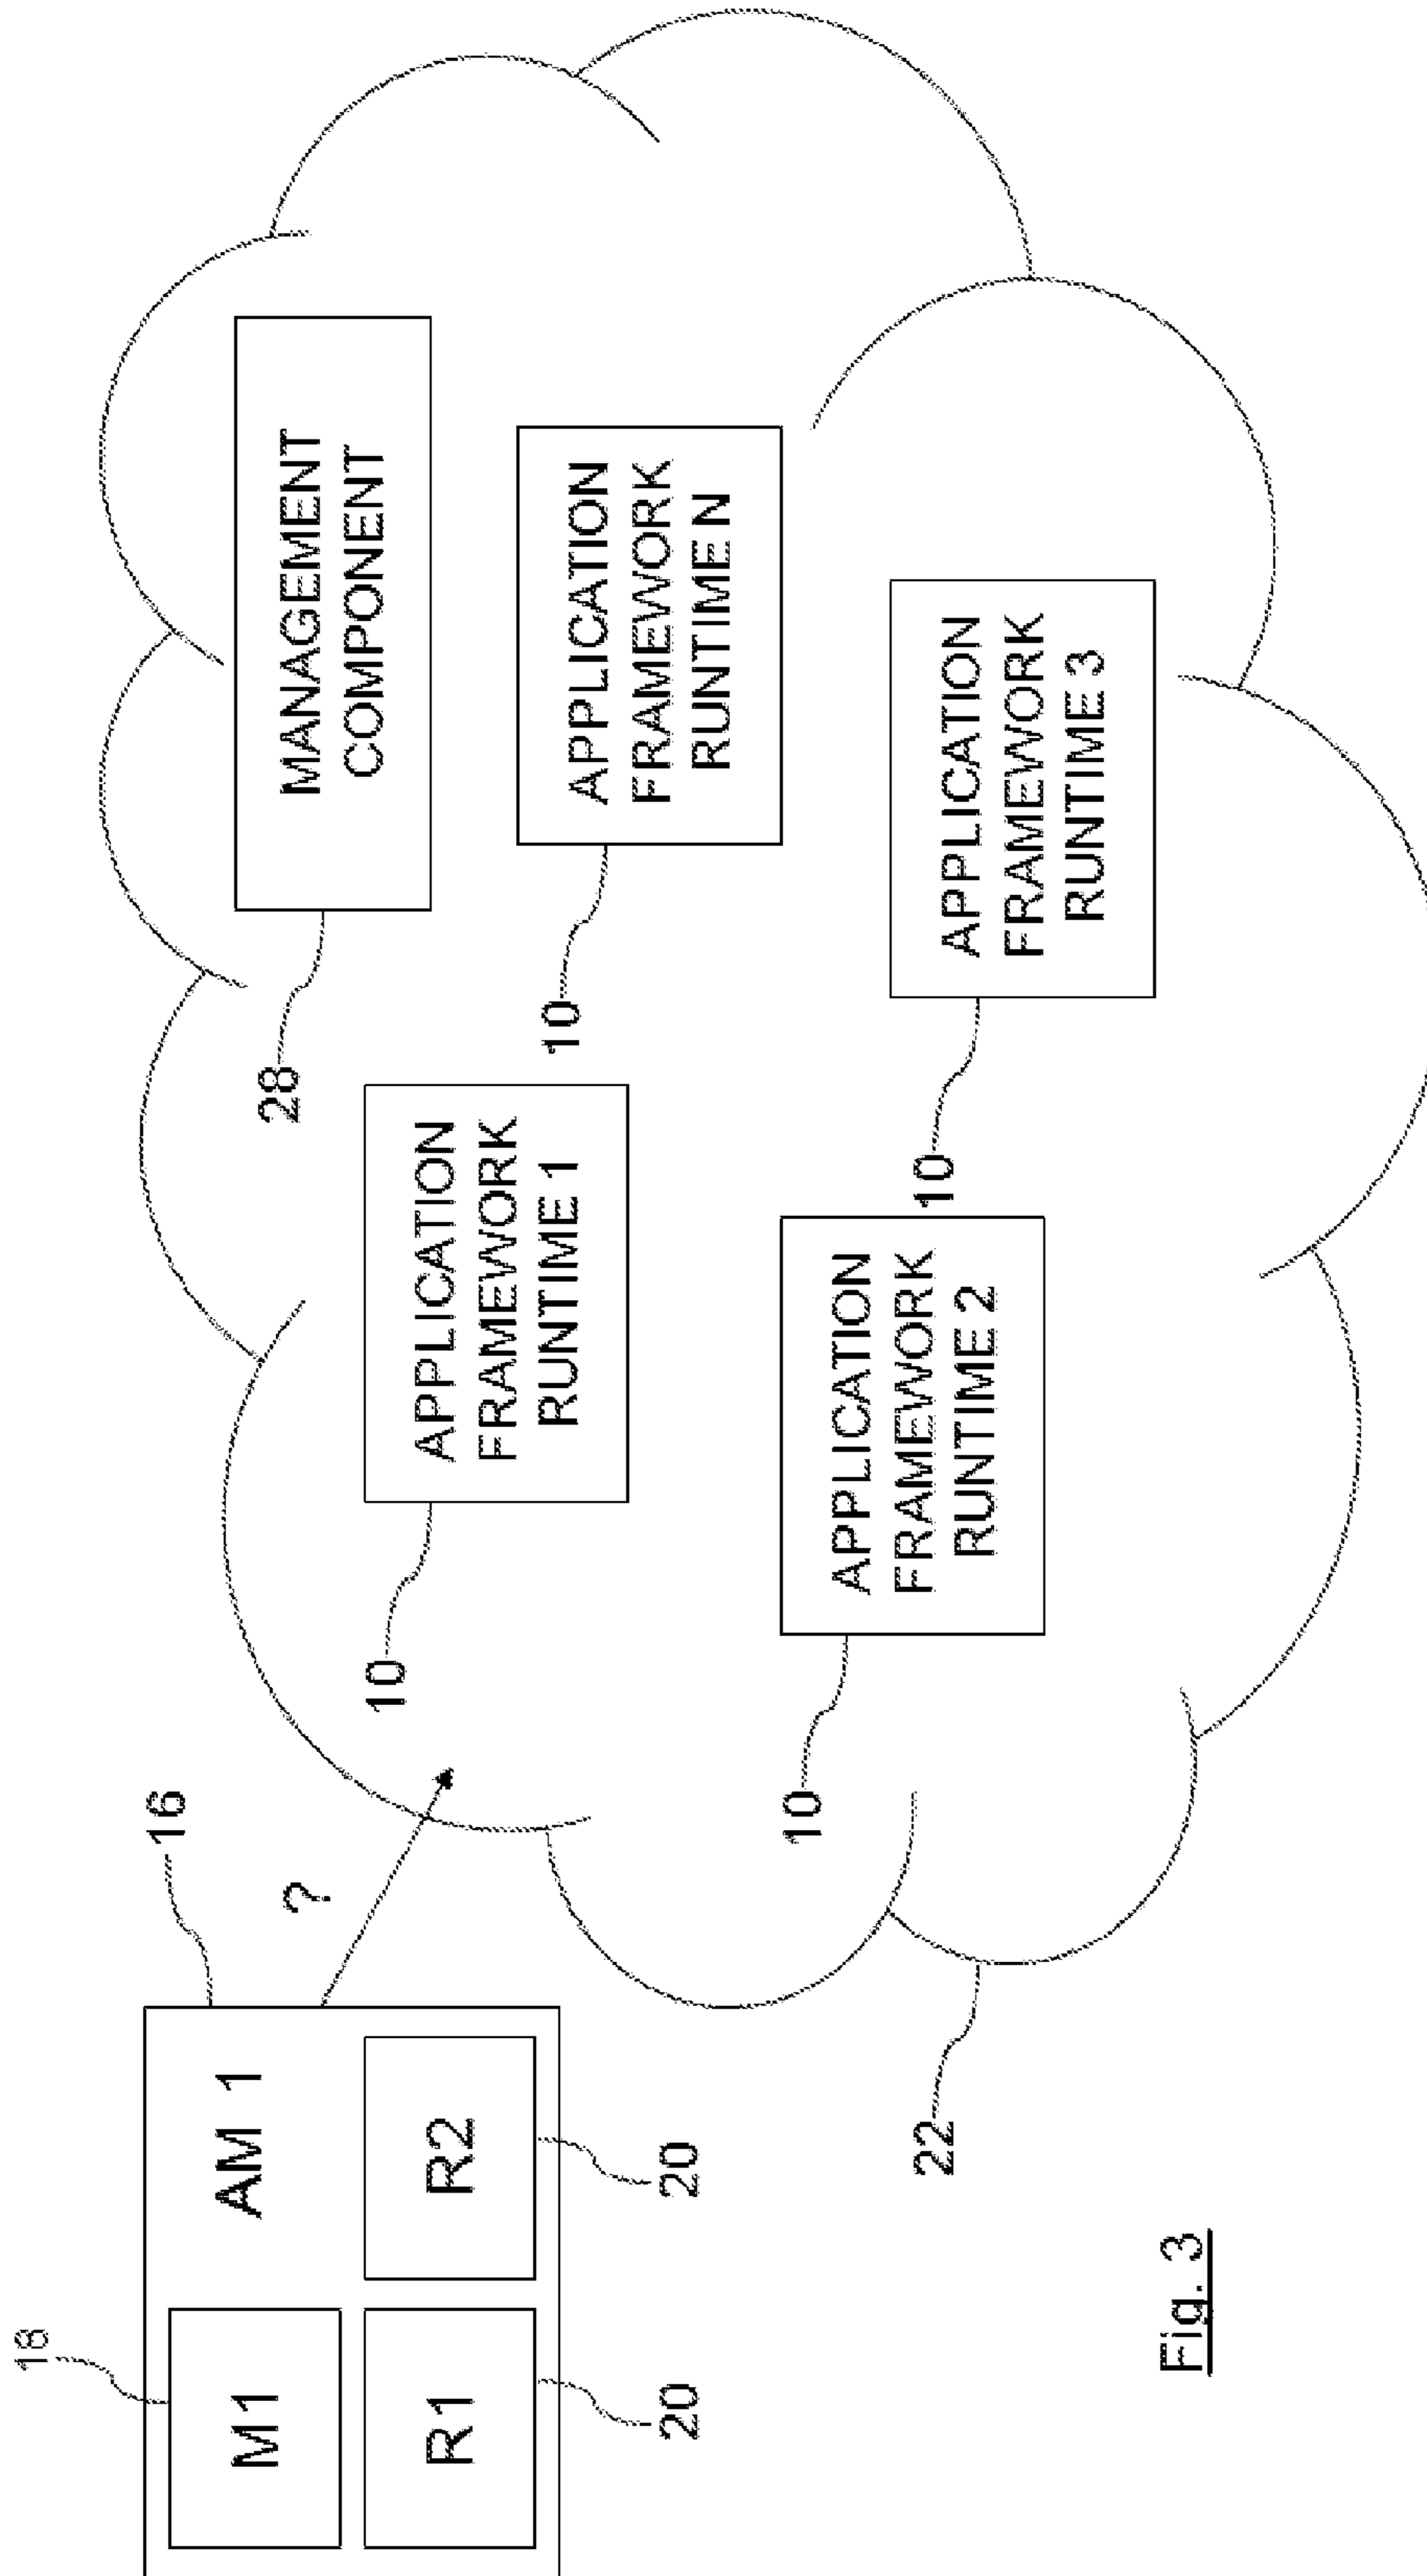 18
M1
AM 1
16
R1
R2
20
20
?
22
10
APPLICATION
FRAMEWORK
RUNTIME 1
28
MANAGEMENT
COMPONENT
10
APPLICATION
FRAMEWORK
RUNTIME N
10
APPLICATION
FRAMEWORK
RUNTIME 2
10
APPLICATION
FRAMEWORK
RUNTIME 3
Fig. 3